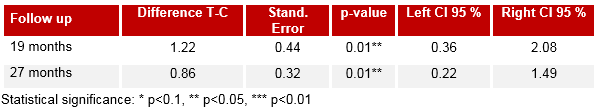 Follow up Difference T-C Stand. Error p-value Left CI 95 % Right CI 95 %
19 months 1.22 0.44 0.01** 0.36 2.08
27 months 0.86 0.32 0.01** 0.22 1.49
Statistical significance: * p<0.1, ** p<0.05, *** p<0.01